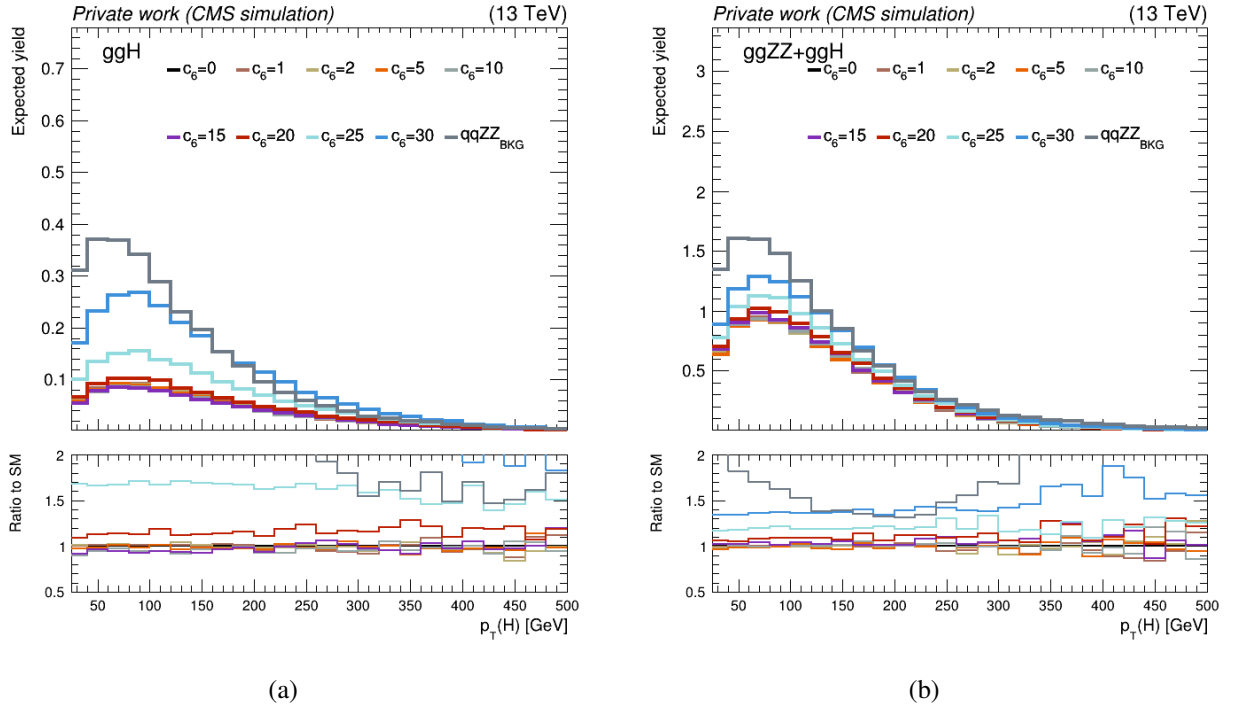 Private work (CMS simulation) (13 TeV)
ggH
c6=0 c6=1 c6=2 c6=5 c6=10
c6=15 c6=20 c6=25 c6=30 qqZZBKG
Expected yield
0.7
0.6
0.5
0.4
0.3
0.2
0.1
Ratio to SM
2
1.5
1
0.5
50 100 150 200 250 300 350 400 450 500
pT(H) [GeV]
(a)
Private work (CMS simulation) (13 TeV)
ggZZ+ggH
c6=0 c6=1 c6=2 c6=5 c6=10
c6=15 c6=20 c6=25 c6=30 qqZZBKG
Expected yield
3
2.5
2
1.5
1
0.5
Ratio to SM
2
1.5
1
0.5
50 100 150 200 250 300 350 400 450 500
pT(H) [GeV]
(b)